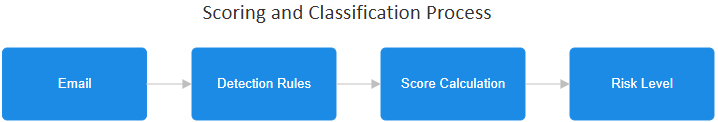 Scoring and Classification Process
Email
Detection Rules
Score Calculation
Risk Level